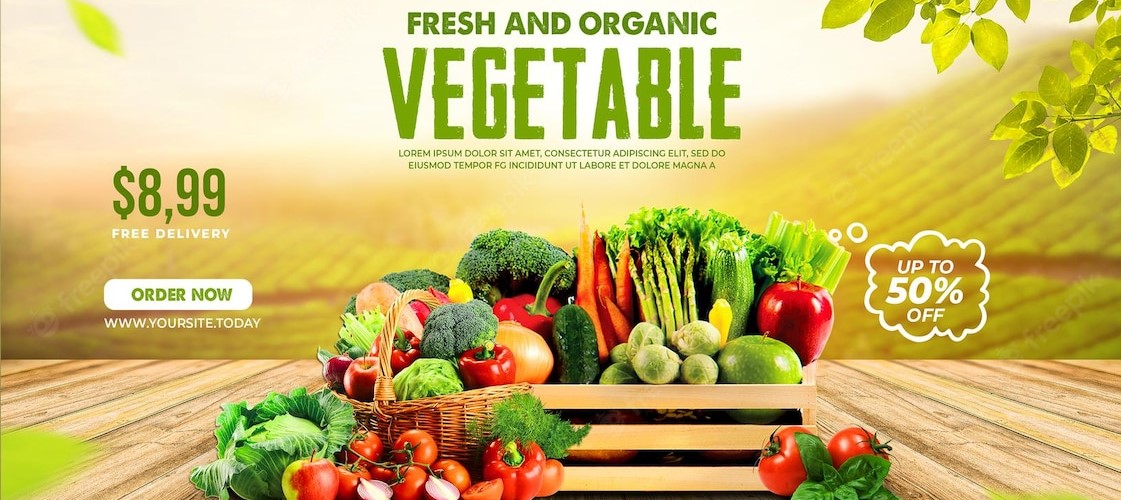 FRESH AND ORGANIC
VEGETABLE
LOREM IPSUM DOLOR SIT AMET, CONSECTETUR ADIPISCING ELIT, SED DO
EIUSMOD TEMPOR FG INCIDIDUNT UT LABORE ET DOLORE MAGNA A
$8,99
FREE DELIVERY
ORDER NOW
WWW.YOURSITE.TODAY
UP TO
50%
OFF